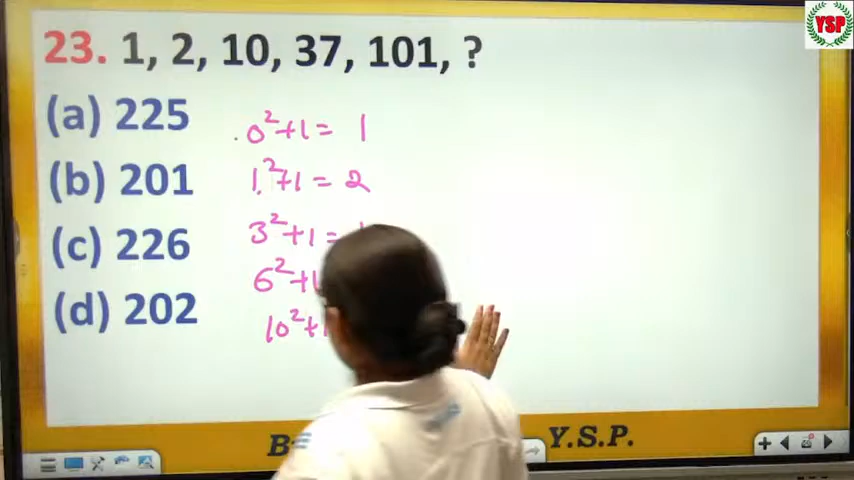 YSP
23. 1, 2, 10, 37, 101, ?
(a) 225
(b) 201
(c) 226
(d) 202
0²+1 = 1
1²+1 = 2
3²+1 =
6²+1
10²+
Y.S.P.